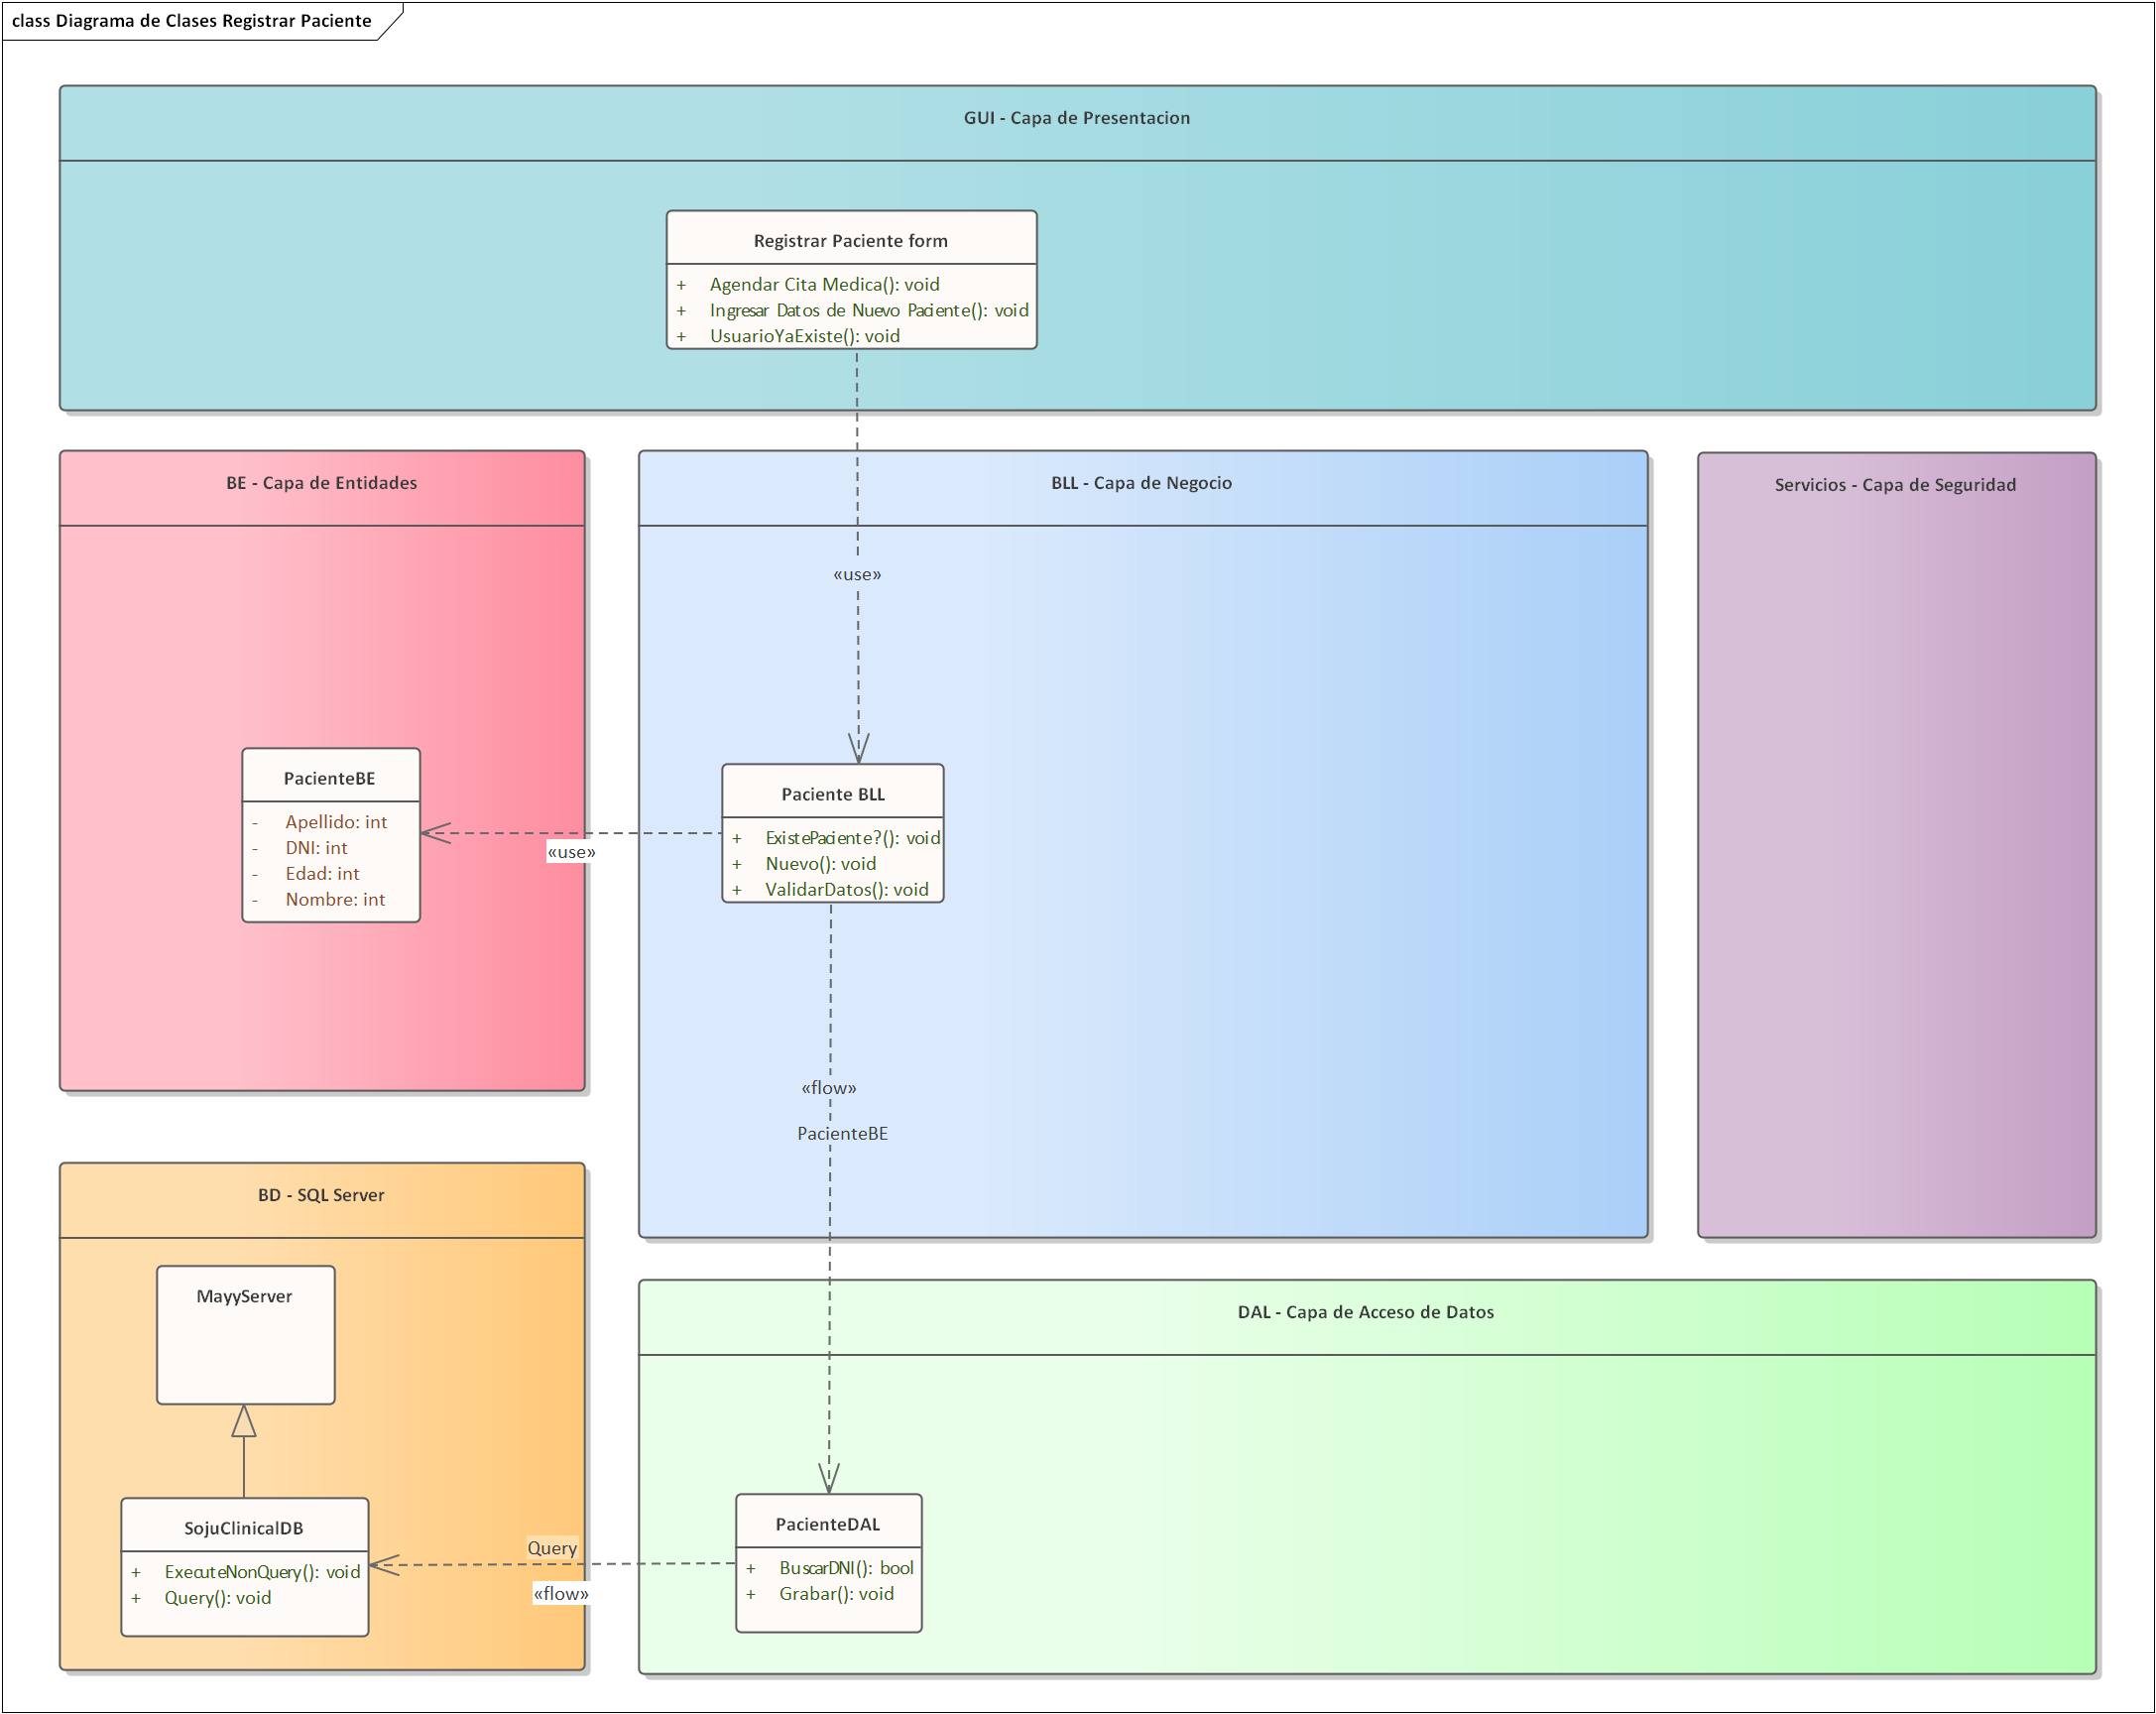 class Diagrama de Clases Registrar Paciente
GUI - Capa de Presentacion
Registrar Paciente form
+ Agendar Cita Medica(): void
+ Ingresar Datos de Nuevo Paciente(): void
+ UsuarioYaExiste(): void
BE - Capa de Entidades
BLL - Capa de Negocio
Servicios - Capa de Seguridad
«use»
PacienteBE
- Apellido: int
- DNI: int
- Edad: int
- Nombre: int
«use»
Paciente BLL
+ ExistePaciente?(): void
+ Nuevo(): void
+ ValidarDatos(): void
«flow»
PacienteBE
BD - SQL Server
MayyServer
DAL - Capa de Acceso de Datos
SojuClinicalDB
+ ExecuteNonQuery(): void
+ Query(): void
Query
«flow»
PacienteDAL
+ BuscarDNI(): bool
+ Grabar(): void